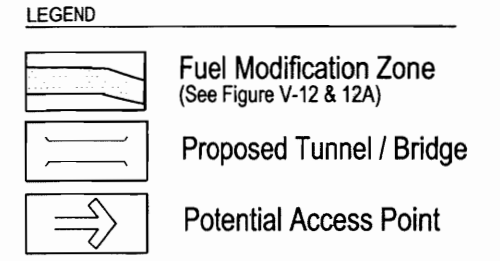 LEGEND
Fuel Modification Zone
(See Figure V-12 & 12A)
Proposed Tunnel / Bridge
Potential Access Point